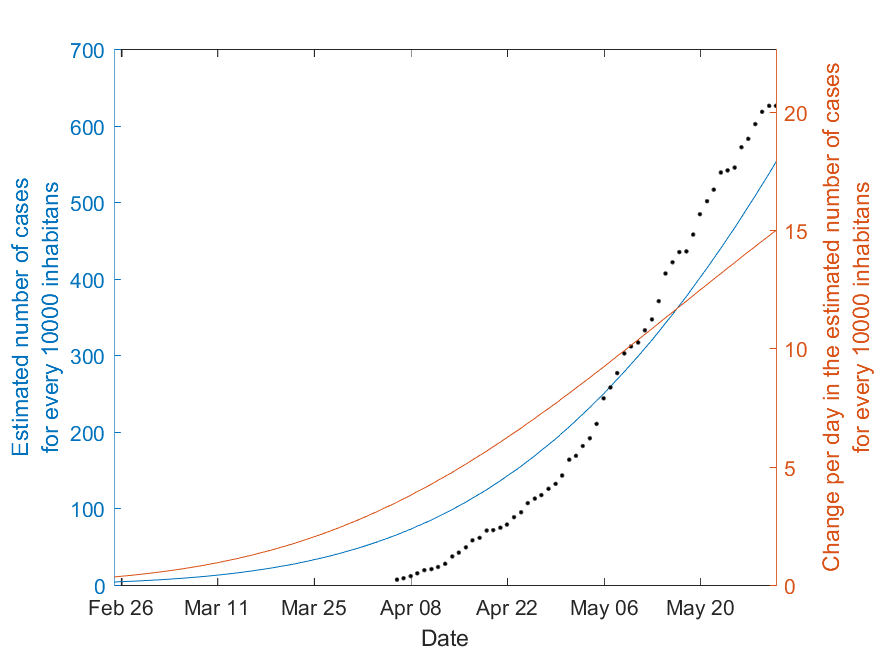 700
600
500
400
300
200
100
0
Estimated number of cases
for every 10000 inhabitans
20
15
10
5
0
Change per day in the estimated number of cases
for every 10000 inhabitans
Feb 26 Mar 11 Mar 25 Apr 08 Apr 22 May 06 May 20
Date